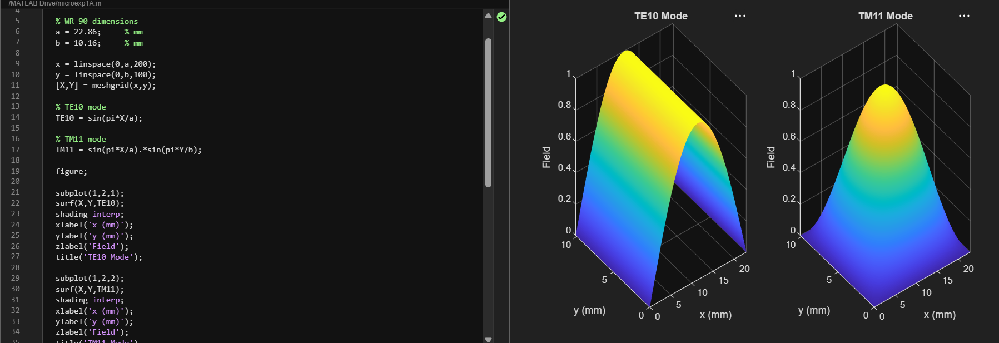 /MATLAB Drive/microexp1A.m
4
5 % WR-90 dimensions
6 a = 22.86; % mm
7 b = 10.16; % mm
8
9 x = linspace(0,a,200);
10 y = linspace(0,b,100);
11 [X,Y] = meshgrid(x,y);
12
13 % TE10 mode
14 TE10 = sin(pi*X/a);
15
16 % TM11 mode
17 TM11 = sin(pi*X/a).*sin(pi*Y/b);
18
19 figure;
20
21 subplot(1,2,1);
22 surf(X,Y,TE10);
23 shading interp;
24 xlabel('x (mm)');
25 ylabel('y (mm)');
26 zlabel('Field');
27 title('TE10 Mode');
28
29 subplot(1,2,2);
30 surf(X,Y,TM11);
31 shading interp;
32 xlabel('x (mm)');
33 ylabel('y (mm)');
34 zlabel('Field');
35
TE10 Mode
1
0.8
0.6
0.4
0.2
0
Field
10
5
0
y (mm)
0
5
10
15
20
x (mm)
TM11 Mode
1
0.8
0.6
0.4
0.2
0
Field
10
5
0
y (mm)
0
5
10
15
20
x (mm)